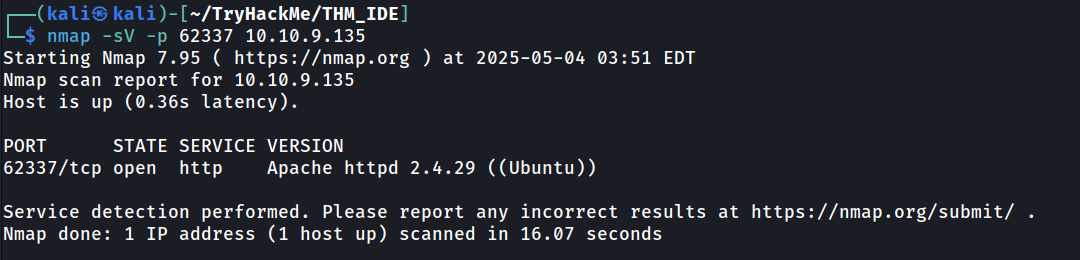 ┌──(kali㉿kali)-[~/TryHackMe/THM_IDE]
└─$ nmap -sV -p 62337 10.10.9.135
Starting Nmap 7.95 ( https://nmap.org ) at 2025-05-04 03:51 EDT
Nmap scan report for 10.10.9.135
Host is up (0.36s latency).
PORT      STATE SERVICE VERSION
62337/tcp open  http    Apache httpd 2.4.29 ((Ubuntu))
Service detection performed. Please report any incorrect results at https://nmap.org/submit/ .
Nmap done: 1 IP address (1 host up) scanned in 16.07 seconds